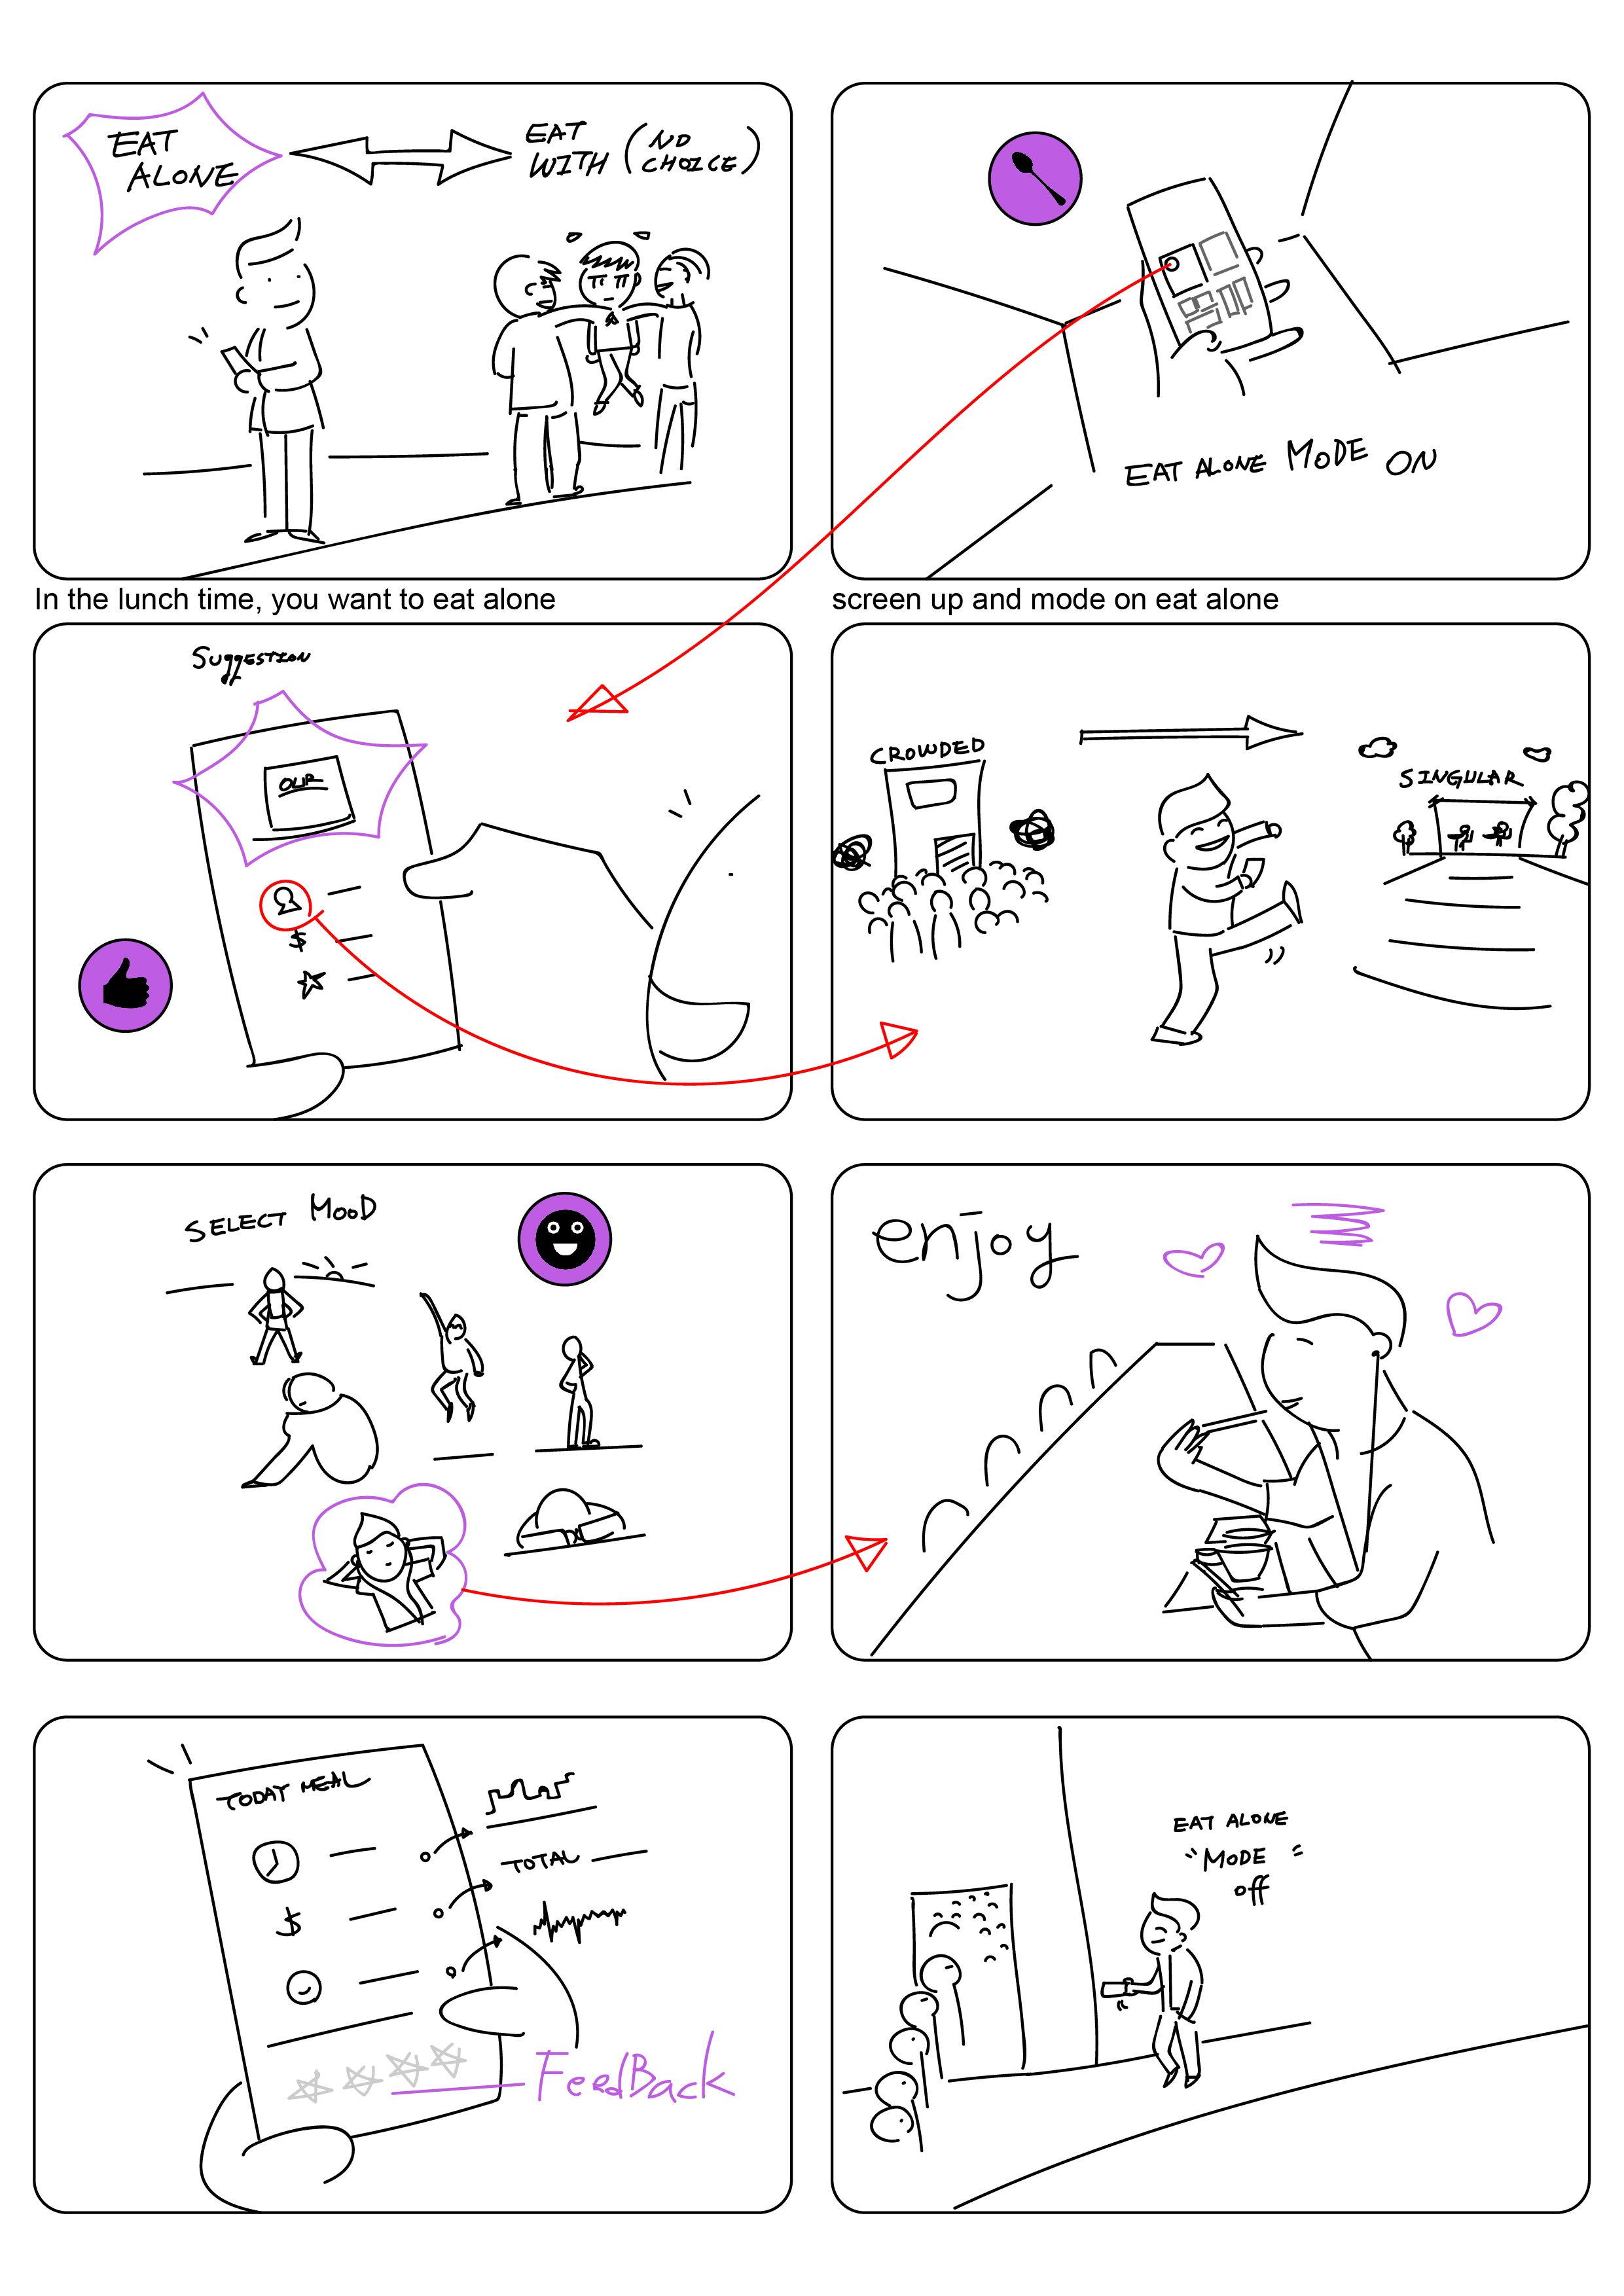 EAT
ALONE
EAT
WITH (NO
CHOICE)
EAT ALONE MODE ON
In the lunch time, you want to eat alone
screen up and mode on eat alone
SuggESTION
OUR
$
CROWDED
SINGULAR
SELECT MooD
enjoy
TODAY MEAL
TOTAL
$
FeedBack
EAT ALONE
"MODE"
off